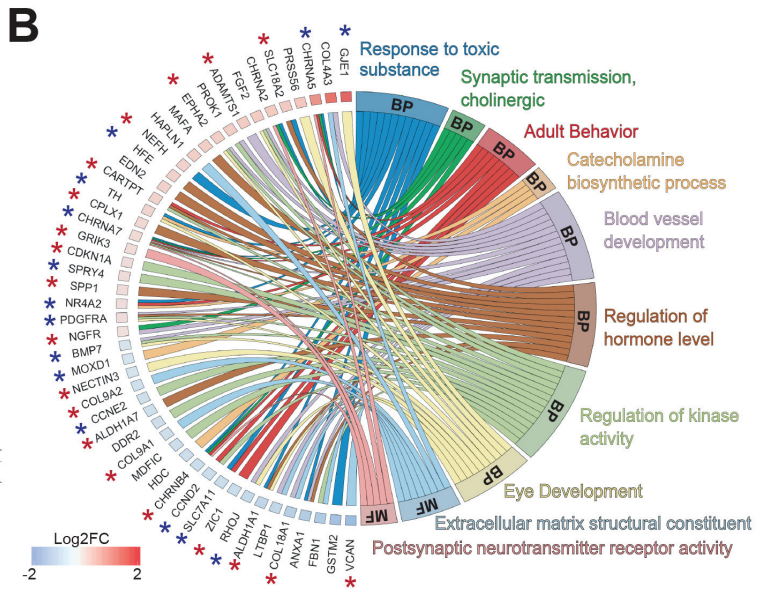 B
GJE1
COL4A3
CHRNA5
PRSS56
SLC18A2
CHRNA2
FGF2
ADAMTS1
PROK1
EPHA2
MAFA
HAPLN1
NEFH
HFE
EDN2
CARTPT
TH
CPLX1
CHRNA7
GRIK3
CDKN1A
SPRY4
SPP1
NR4A2
PDGFRA
NGFR
BMP7
MOXD1
NECTIN3
COL9A2
CCNE2
ALDH1A7
DDR2
COL9A1
MDFIC
HDC
CHRNB4
CCND2
SLC7A11
ZIC1
RHOJ
ALDH1A1
LTBP1
COL18A1
ANXA1
FBN1
GSTM2
VCAN
BP
BP
BP
BP
BP
BP
BP
BP
MF
MF
Response to toxic
substance
Synaptic transmission,
cholinergic
Adult Behavior
Catecholamine
biosynthetic process
Blood vessel
development
Regulation of
hormone level
Regulation of kinase
activity
Eye Development
Extracellular matrix structural constituent
Postsynaptic neurotransmitter receptor activity
Log2FC
-2 2